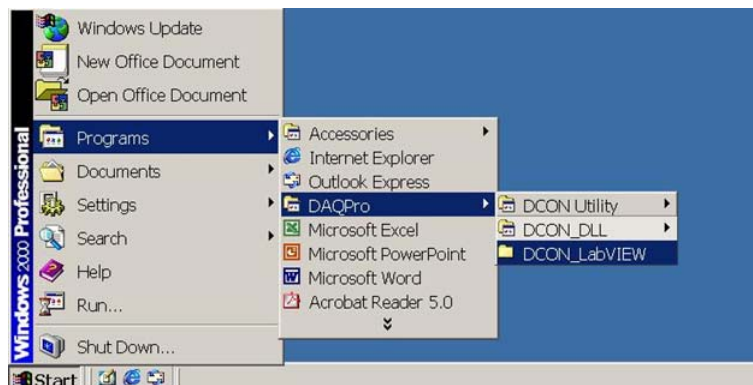 Windows 2000 Professional
Windows Update
New Office Document
Open Office Document
Programs
Documents
Settings
Search
Help
Run...
Shut Down...
Start
Accessories
Internet Explorer
Outlook Express
DAQPro
Microsoft Excel
Microsoft PowerPoint
Microsoft Word
Acrobat Reader 5.0
DCON Utility
DCON_DLL
DCON_LabVIEW